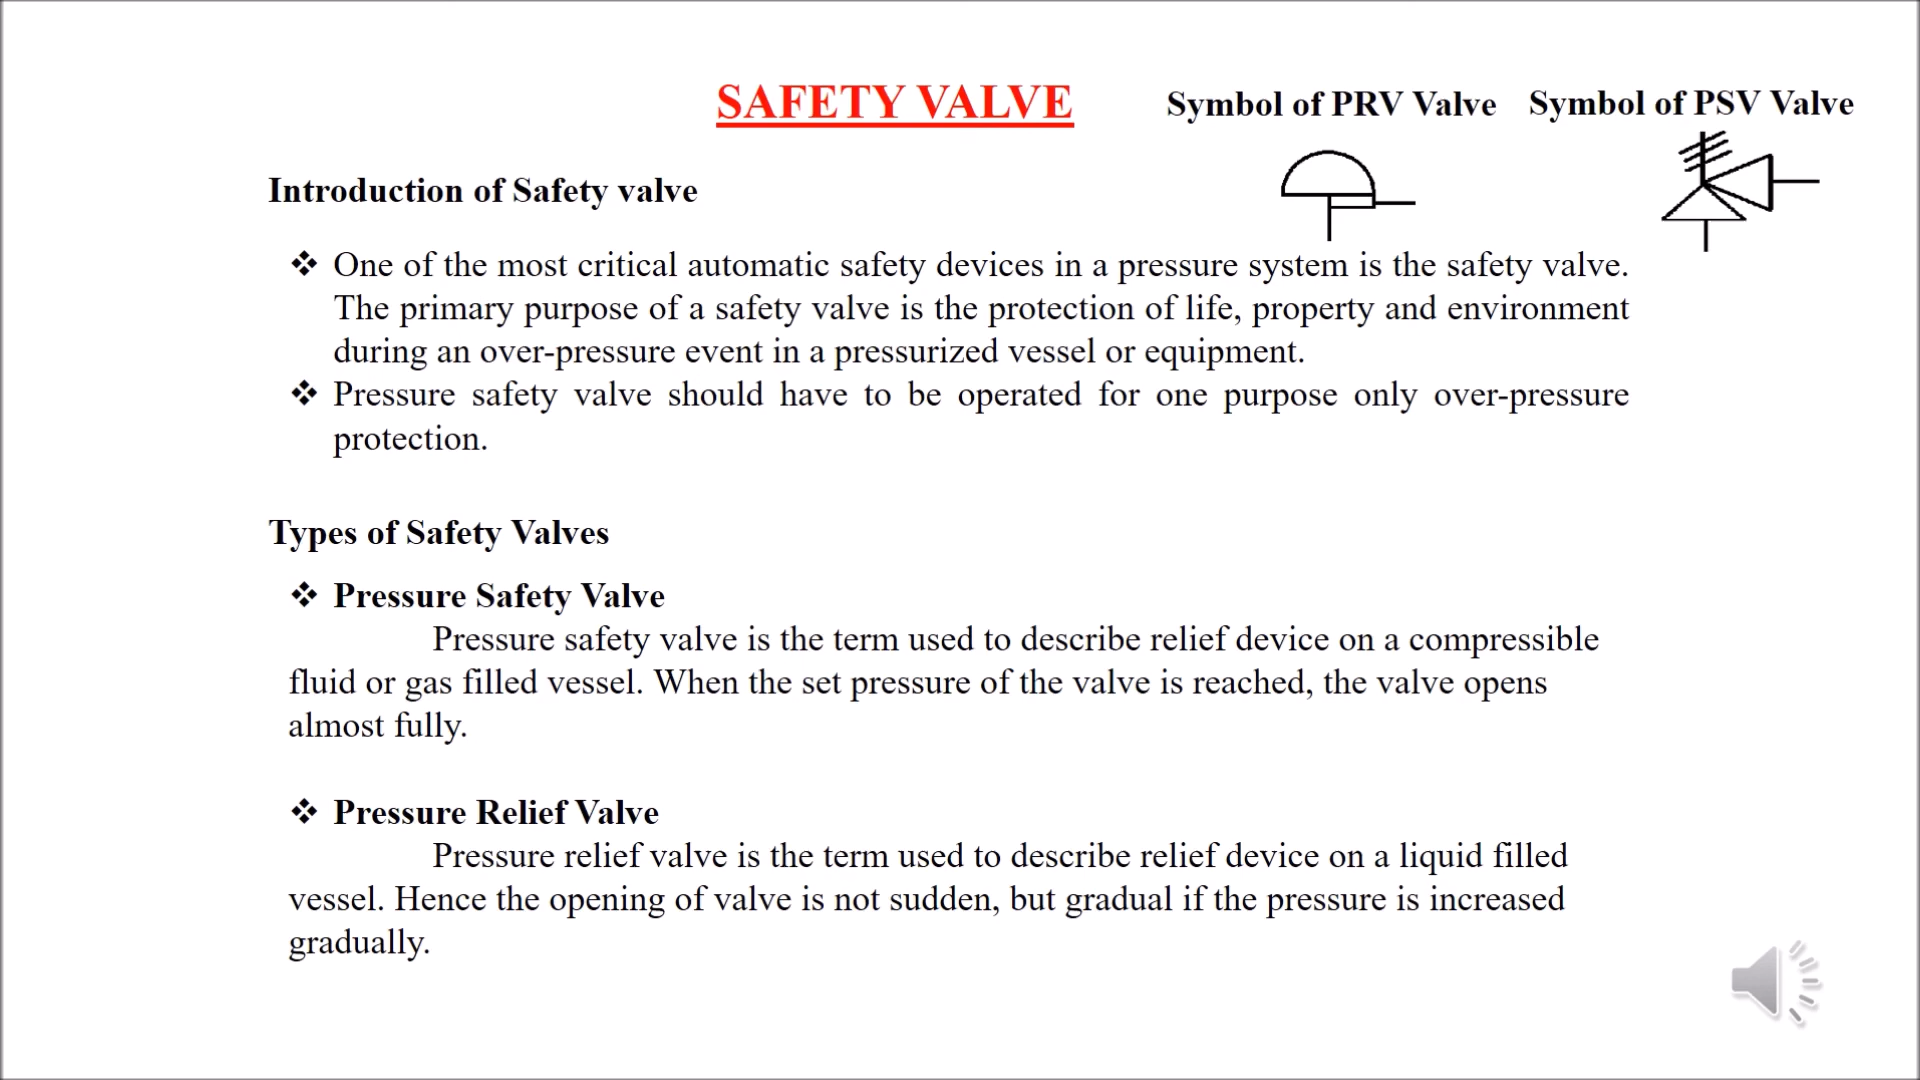 SAFETY VALVE
Symbol of PRV Valve
Symbol of PSV Valve
Introduction of Safety valve
❖ One of the most critical automatic safety devices in a pressure system is the safety valve.
The primary purpose of a safety valve is the protection of life, property and environment
during an over-pressure event in a pressurized vessel or equipment.
❖ Pressure safety valve should have to be operated for one purpose only over-pressure
protection.
Types of Safety Valves
❖ Pressure Safety Valve
Pressure safety valve is the term used to describe relief device on a compressible
fluid or gas filled vessel. When the set pressure of the valve is reached, the valve opens
almost fully.
❖ Pressure Relief Valve
Pressure relief valve is the term used to describe relief device on a liquid filled
vessel. Hence the opening of valve is not sudden, but gradual if the pressure is increased
gradually.